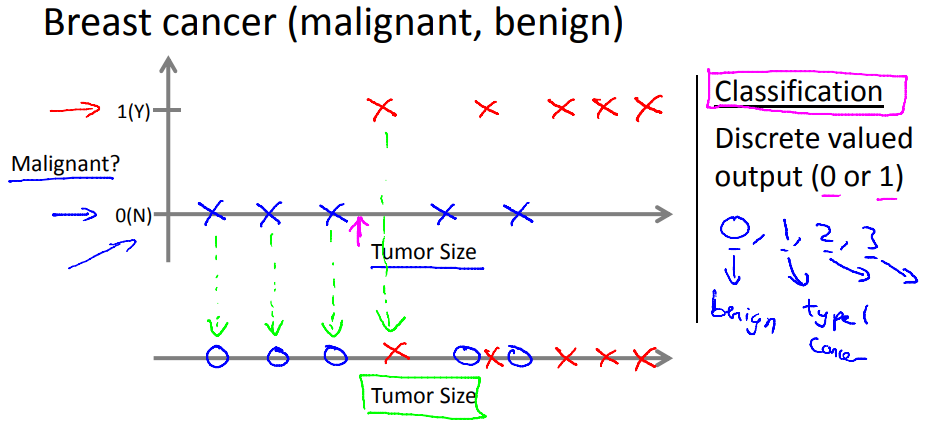 Breast cancer (malignant, benign)
1(Y)
Malignant?
0(N)
Tumor Size
Tumor Size
Classification
Discrete valued
output (0 or 1)
0, 1, 2, 3
benign
type 1
cancer